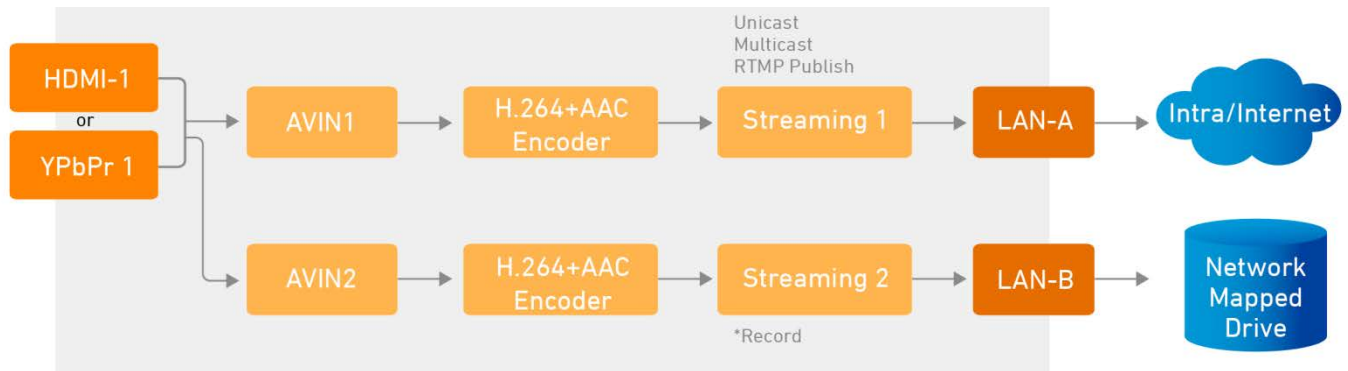 Unicast
Multicast
RTMP Publish
HDMI-1
or
YPbPr 1
AVIN1
H.264+AAC
Encoder
Streaming 1
LAN-A
Intra/Internet
AVIN2
H.264+AAC
Encoder
Streaming 2
LAN-B
Network
Mapped
Drive
*Record